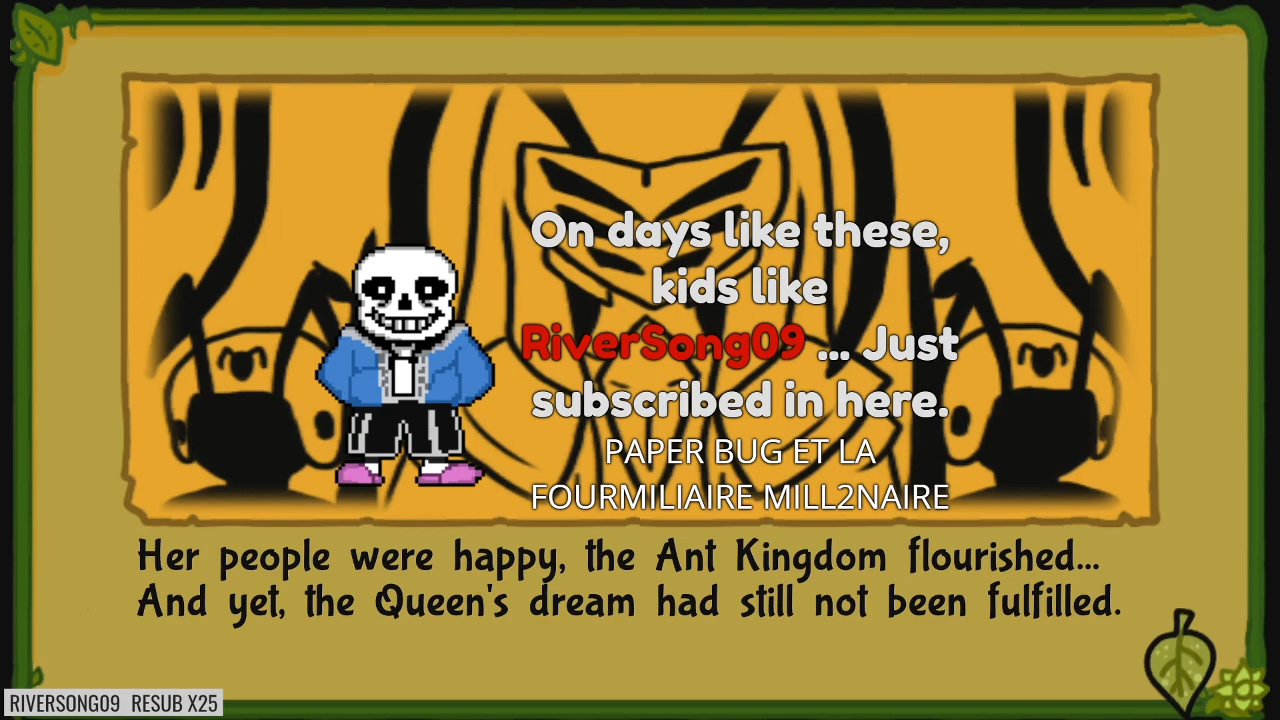 On days like these,
kids like
RiverSong09 ... Just
subscribed in here.
PAPER BUG ET LA
FOURMILIAIRE MILL2NAIRE
Her people were happy, the Ant Kingdom flourished...
And yet, the Queen's dream had still not been fulfilled.
RIVERSONG09 RESUB X25